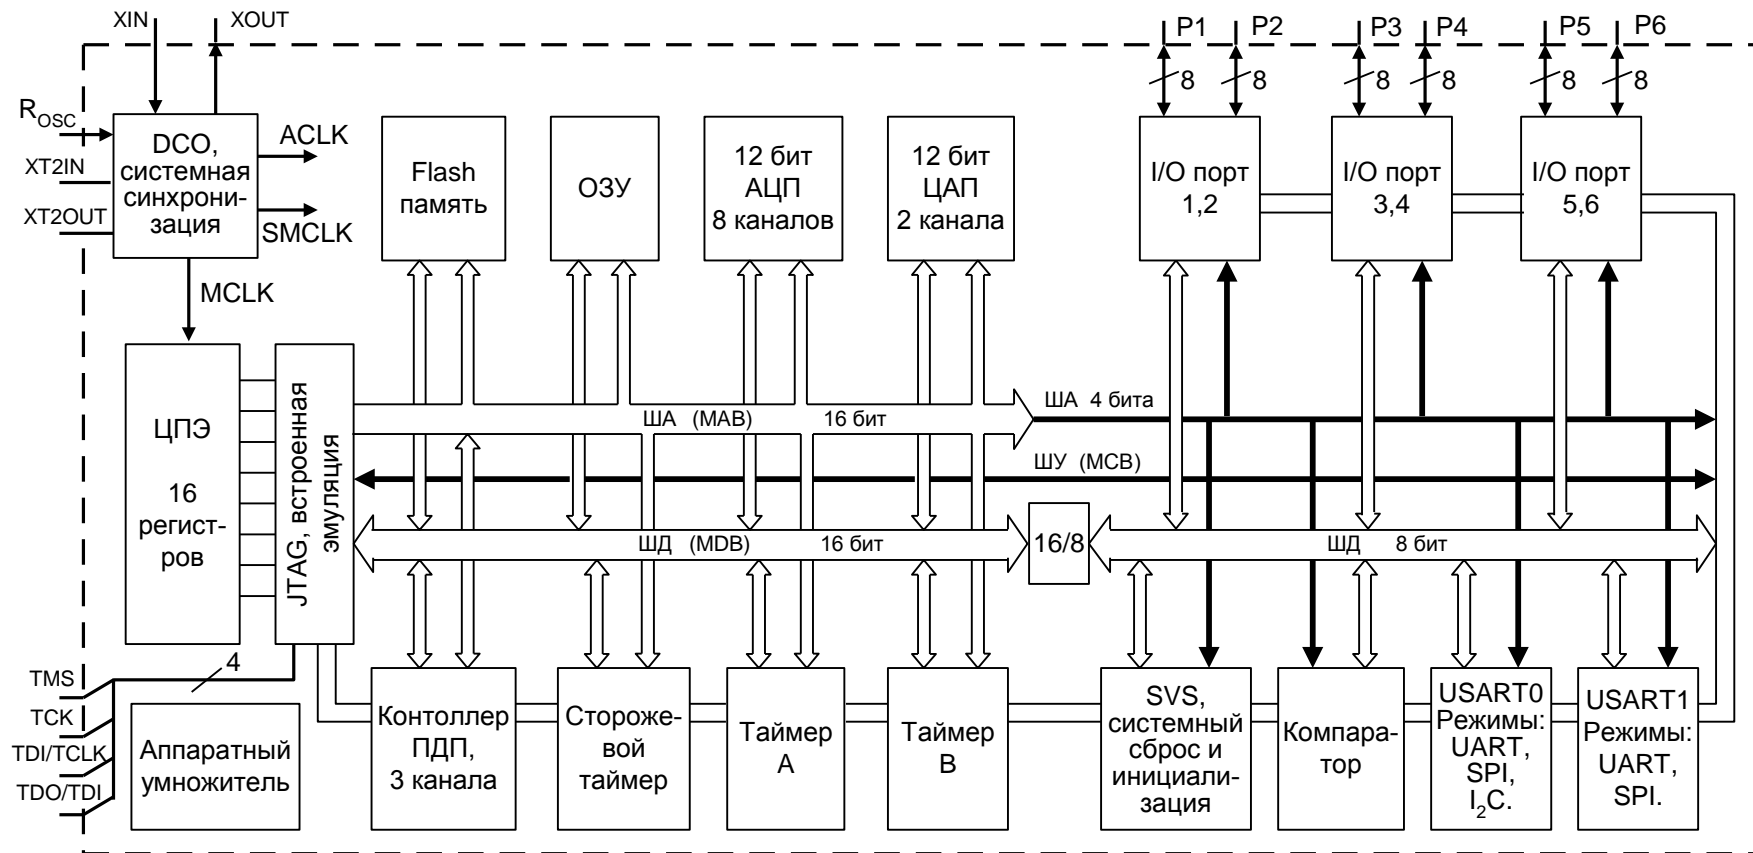 XIN
XOUT
P1
P2
P3
P4
P5
P6
8
8
8
8
8
8
R_OSC
XT2IN
XT2OUT
DCO,
системная
синхрони-
зация
ACLK
SMCLK
MCLK
Flash
память
ОЗУ
12 бит
АЦП
8 каналов
12 бит
ЦАП
2 канала
I/O порт
1,2
I/O порт
3,4
I/O порт
5,6
ЦПЭ
16
регист-
ров
JTAG, встроенная
эмуляция
ША (MAB) 16 бит
ША 4 бита
ШУ (MCB)
ШД (MDB) 16 бит
16/8
ШД 8 бит
4
TMS
TCK
TDI/TCLK
TDO/TDI
Аппаратный
умножитель
Контоллер
ПДП,
3 канала
Стороже-
вой
таймер
Таймер
А
Таймер
В
SVS,
системный
сброс и
инициали-
зация
Компара-
тор
USART0
Режимы:
UART,
SPI,
I2C.
USART1
Режимы:
UART,
SPI.